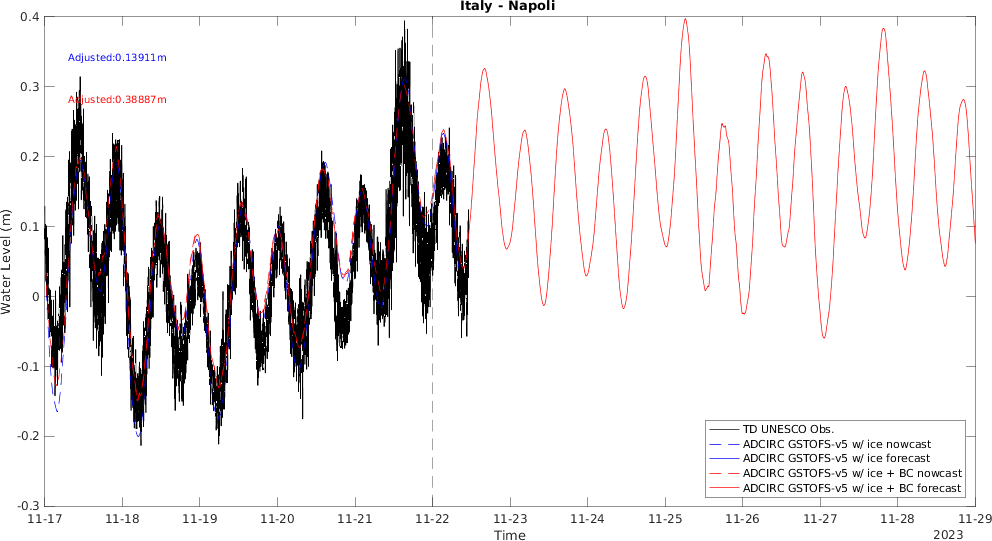 Italy - Napoli
Adjusted:0.13911m
Adjusted:0.38887m
Water Level (m)
0.4
0.3
0.2
0.1
0
-0.1
-0.2
-0.3
TD UNESCO Obs.
ADCIRC GSTOFS-v5 w/ ice nowcast
ADCIRC GSTOFS-v5 w/ ice forecast
ADCIRC GSTOFS-v5 w/ ice + BC nowcast
ADCIRC GSTOFS-v5 w/ ice + BC forecast
11-17 11-18 11-19 11-20 11-21 11-22 11-23 11-24 11-25 11-26 11-27 11-28 11-29
Time
2023